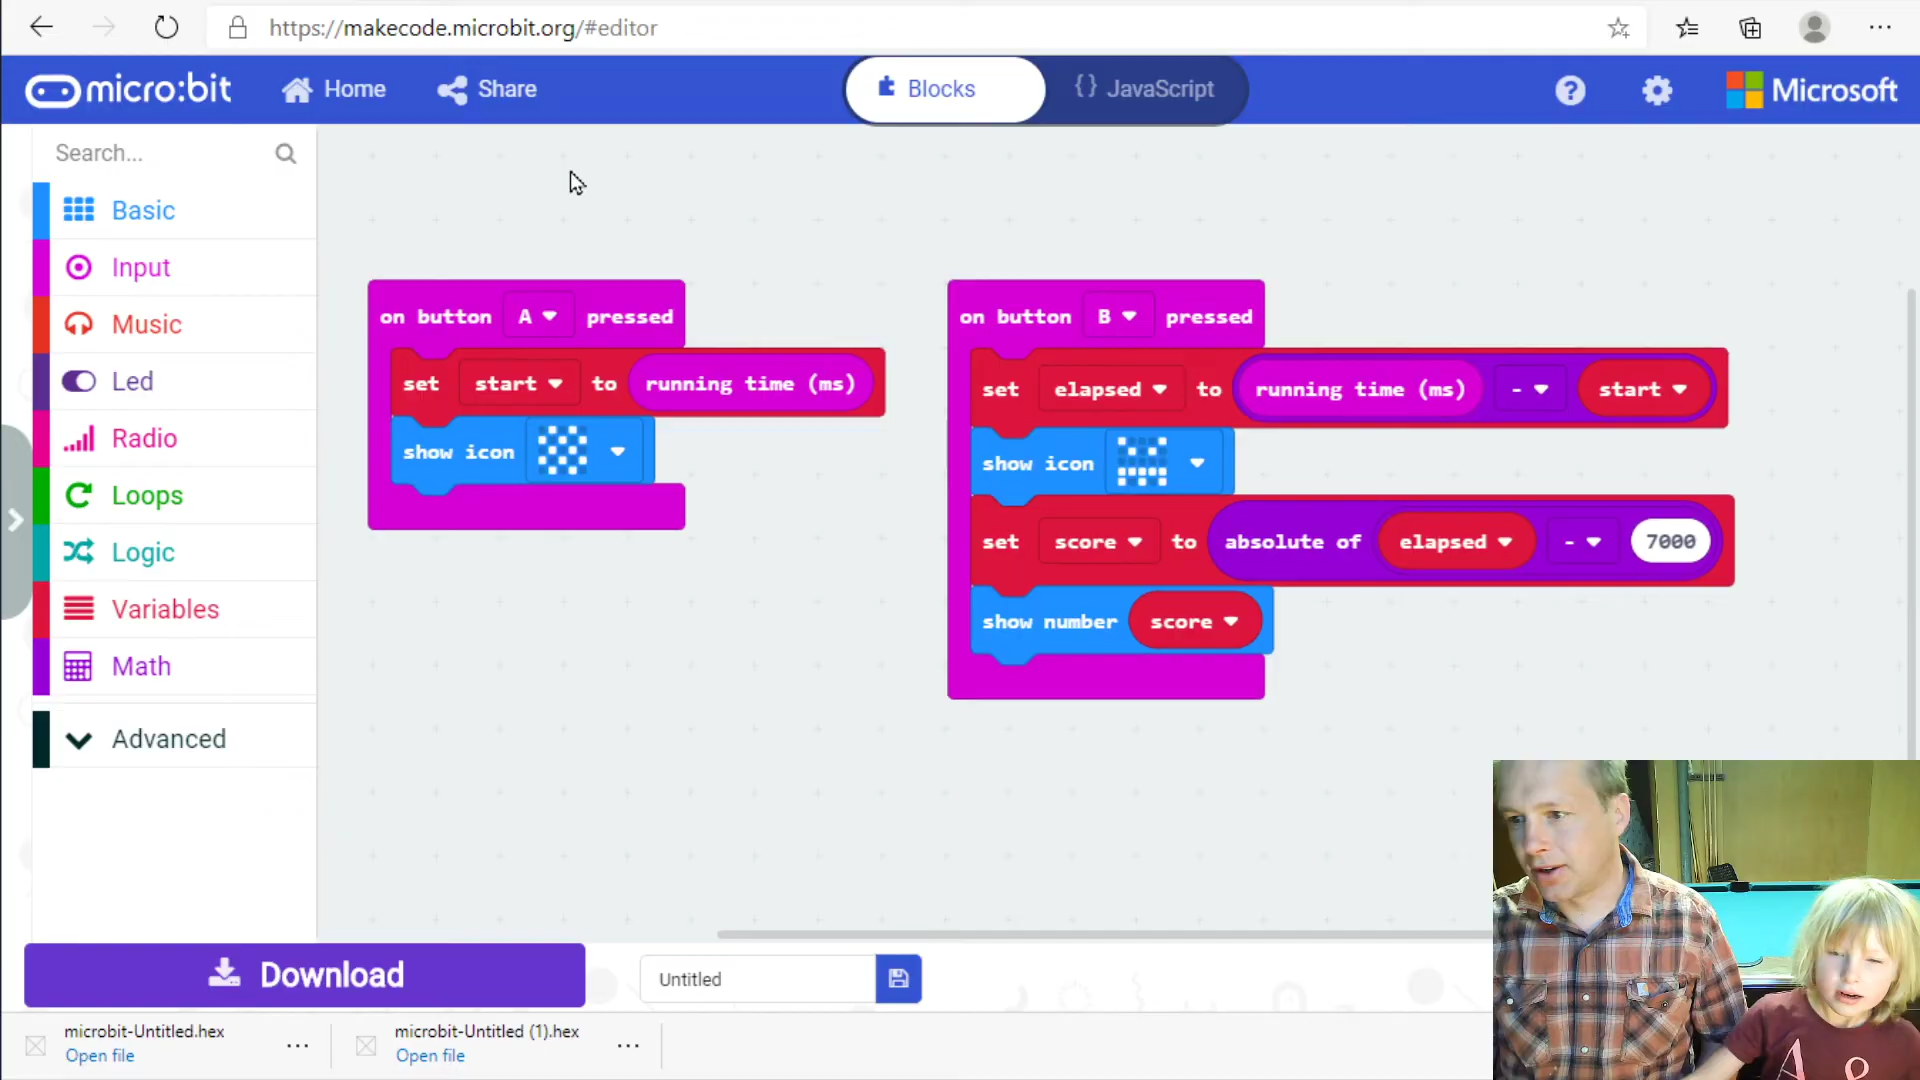 https://makecode.microbit.org/#editor
micro:bit Home Share Blocks {} JavaScript ? Microsoft
Search...
Basic
Input
Music
Led
Radio
Loops
Logic
Variables
Math
Advanced
on button A pressed
set start to running time (ms)
show icon
on button B pressed
set elapsed to running time (ms) - start
show icon
set score to absolute of elapsed - 7000
show number score
Download
Untitled
microbit-Untitled.hex
Open file
microbit-Untitled (1).hex
Open file
A &